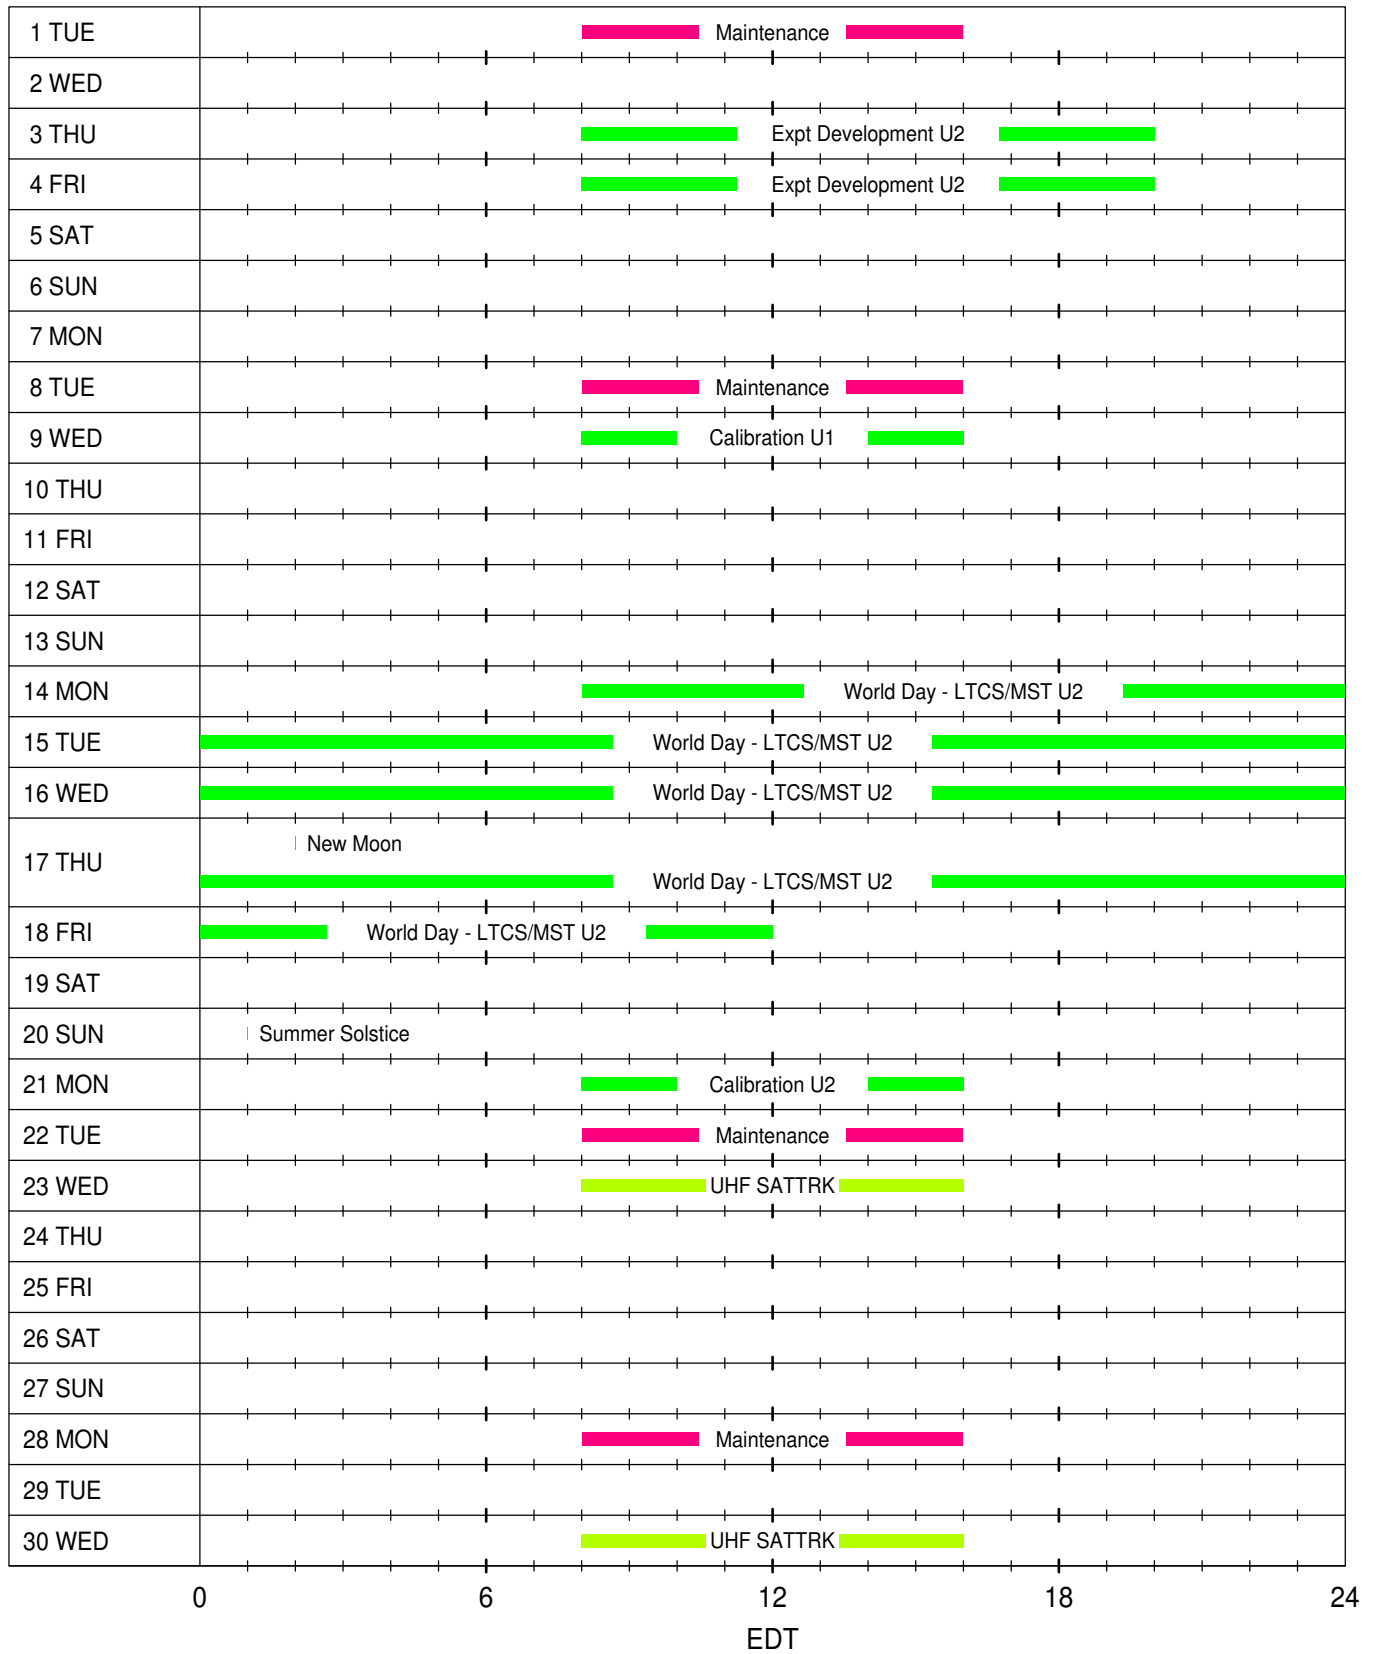 1 TUE Maintenance
2 WED
3 THU Expt Development U2
4 FRI Expt Development U2
5 SAT
6 SUN
7 MON
8 TUE Maintenance
9 WED Calibration U1
10 THU
11 FRI
12 SAT
13 SUN
14 MON World Day - LTCS/MST U2
15 TUE World Day - LTCS/MST U2
16 WED World Day - LTCS/MST U2
New Moon
17 THU
World Day - LTCS/MST U2
18 FRI World Day - LTCS/MST U2
19 SAT
20 SUN Summer Solstice
21 MON Calibration U2
22 TUE Maintenance
23 WED UHF SATTRK
24 THU
25 FRI
26 SAT
27 SUN
28 MON Maintenance
29 TUE
30 WED UHF SATTRK
0 6 12 18 24
EDT